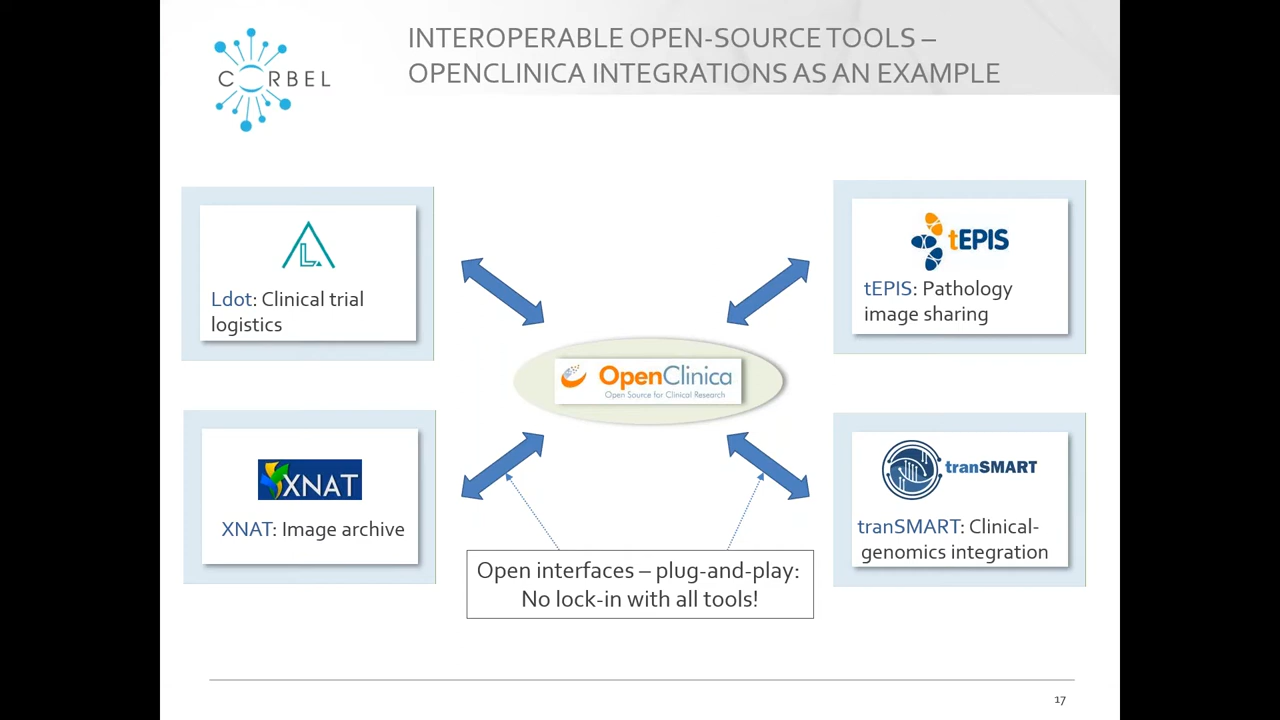 INTEROPERABLE OPEN-SOURCE TOOLS –
OPENCLINICA INTEGRATIONS AS AN EXAMPLE
CORBEL
L
Ldot: Clinical trial
logistics
tEPIS
tEPIS: Pathology
image sharing
OpenClinica
Open Source for Clinical Research
XNAT
XNAT: Image archive
tranSMART
tranSMART: Clinical-
genomics integration
Open interfaces – plug-and-play:
No lock-in with all tools!
17